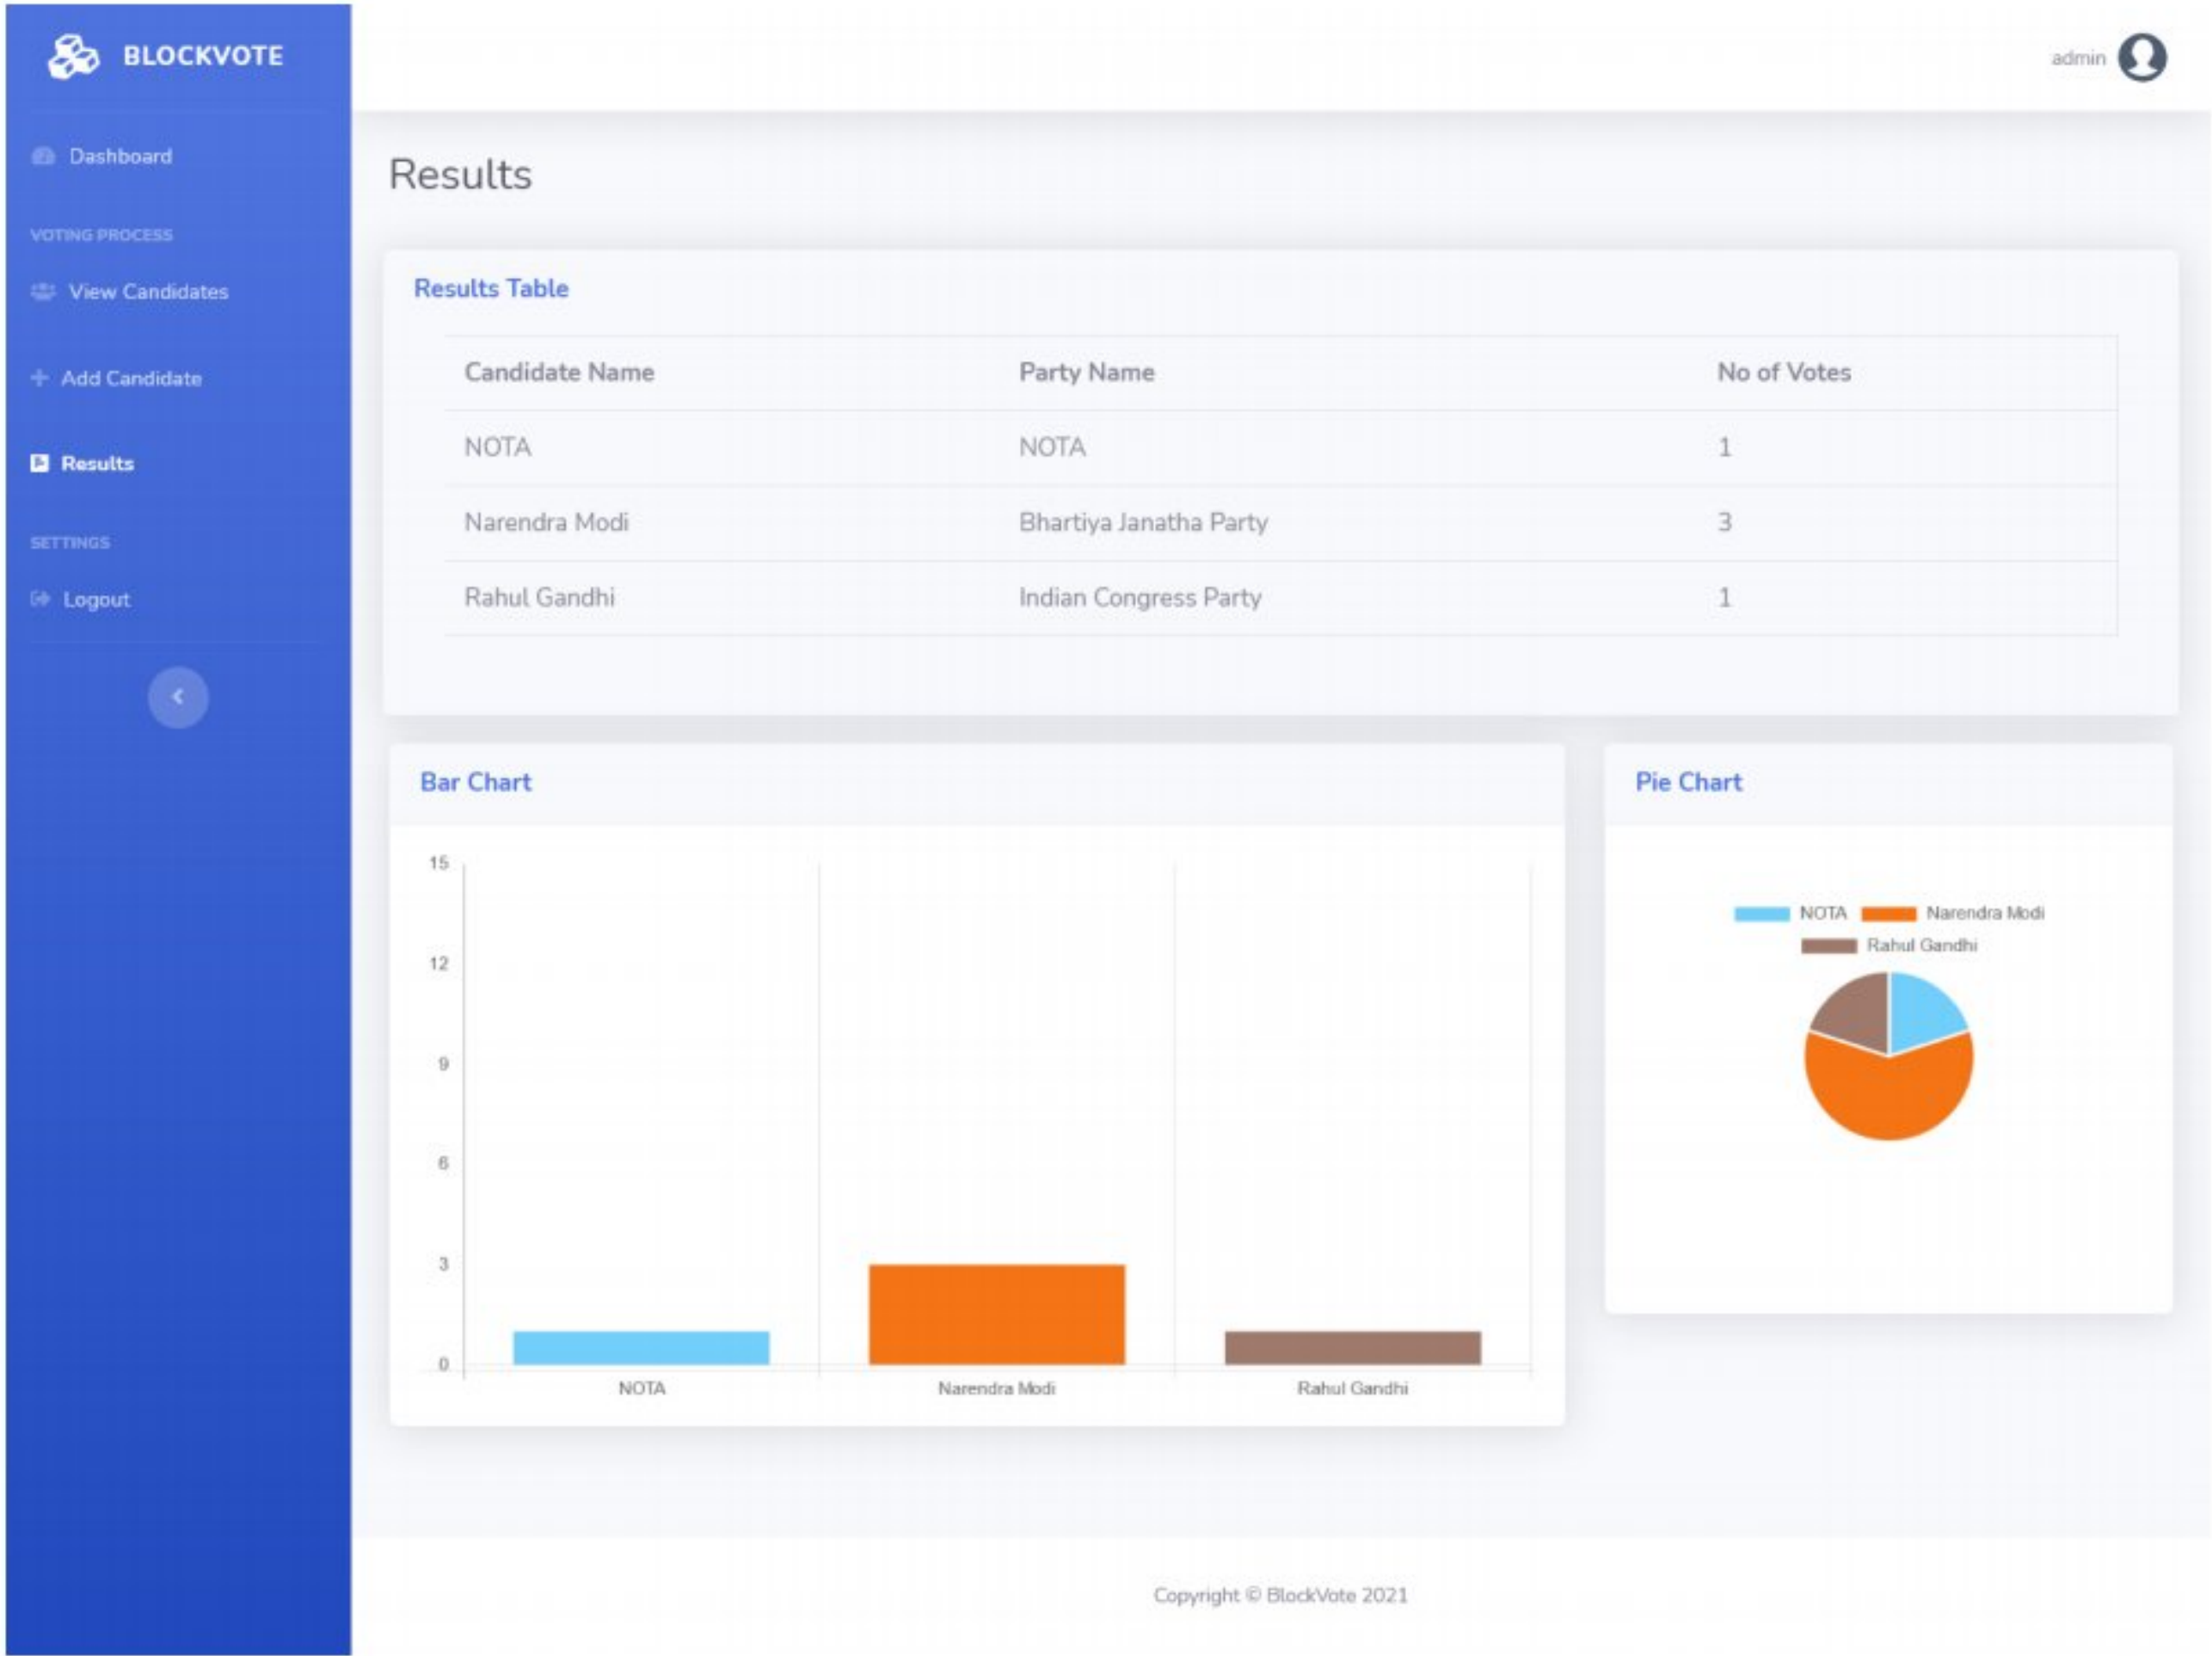 BLOCKVOTE
admin
Dashboard
VOTING PROCESS
View Candidates
Add Candidate
Results
SETTINGS
Logout
Results
Results Table
Candidate Name Party Name No of Votes
NOTA NOTA 1
Narendra Modi Bhartiya Janatha Party 3
Rahul Gandhi Indian Congress Party 1
Bar Chart
15
12
9
6
3
0
NOTA Narendra Modi Rahul Gandhi
Pie Chart
NOTA Narendra Modi
Rahul Gandhi
Copyright © BlockVote 2021